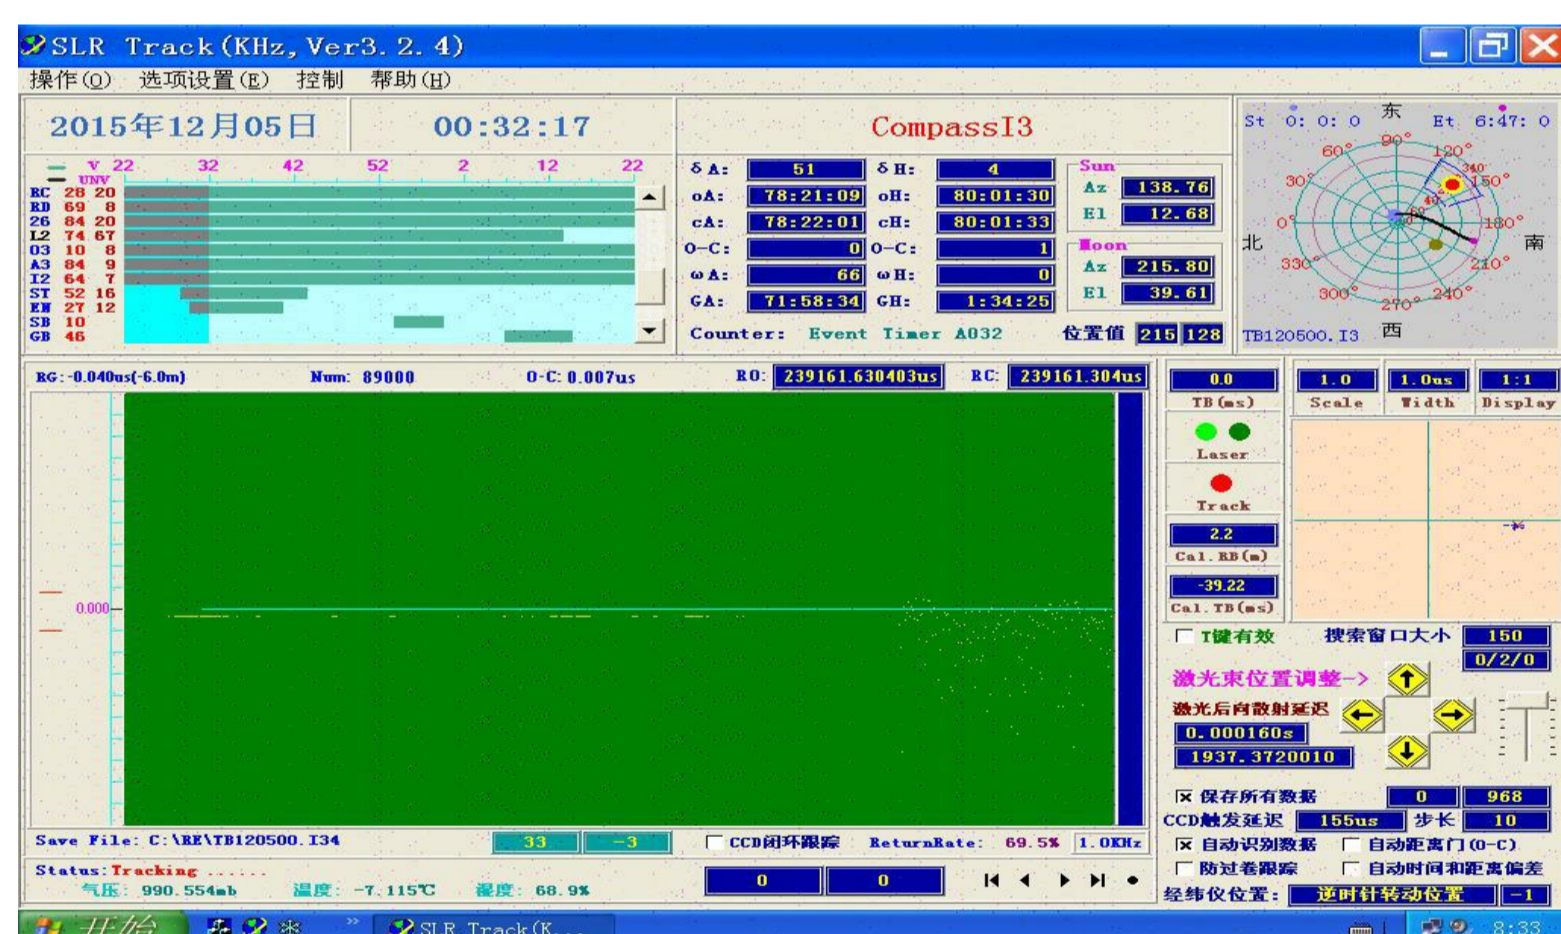 SLR Track(KHz,Ver3.2.4)
操作(O) 选项设置(E) 控制 帮助(H)
2015年12月05日 00:32:17
CompassI3
V 22 32 42 52 2 12 22
UNV
RC 28 20
RD 69 8
26 84 20
L2 74 67
O3 10 8
A3 84 9
I2 64 7
ST 52 16
EN 27 12
SB 10
GB 46
δA: 51 δH: 4
oA: 78:21:09 oH: 80:01:30
cA: 78:22:01 cH: 80:01:33
O-C: 0 O-C: 1
ωA: 66 ωH: 0
GA: 71:58:34 GH: 1:34:25
Sun
Az 138.76
El 12.68
Moon
Az 215.80
El 39.61
Counter: Event Timer A032 位置值 215 128
St 0: 0: 0 东 Et 6:47: 0
60° 90° 120°
30° 150°
0° 180°
北 南
330° 210°
300° 270° 240°
TB120500.I3 西
RG:-0.040us(-6.0m) Num: 89000 O-C: 0.007us RO: 239161.630403us RC: 239161.304us
0.000
0.0
TB(ms)
1.0 1.0us 1:1
Scale Width Display
Laser
Track
2.2
Cal.RB(m)
-39.22
Cal.TB(ms)
T键有效 搜索窗口大小 150
0/2/0
激光束位置调整->
激光后向散射延迟
0.000160s
1937.3720010
保存所有数据 0 968
CCD触发延迟 155us 步长 10
自动识别数据 自动距离门(O-C)
防过卷跟踪 自动时间和距离偏差
经纬仪位置: 逆时针转动位置 -1
Save File: C:\RE\TB120500.I34 33 -3 CCD闭环跟踪 ReturnRate: 69.5% 1.0KHz
Status:Tracking ......
气压: 990.554mb 温度: -7.115℃ 湿度: 68.9%
0 0
开始 » SLR Track(K... 8:33